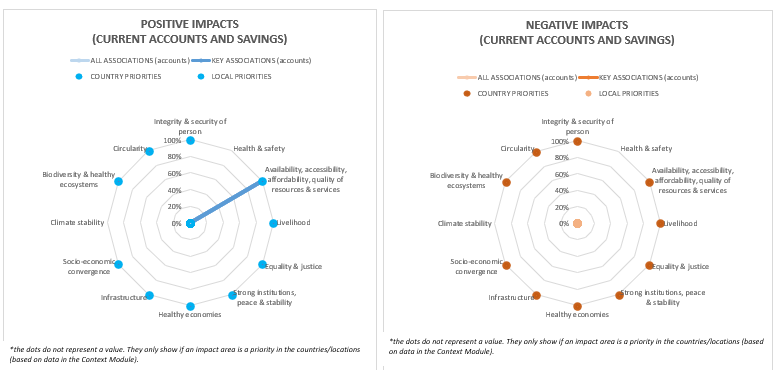 POSITIVE IMPACTS
(CURRENT ACCOUNTS AND SAVINGS)
ALL ASSOCIATIONS (accounts)
KEY ASSOCIATIONS (accounts)
COUNTRY PRIORITIES
LOCAL PRIORITIES
Integrity & security of
person
Health & safety
Availability, accessibility,
affordability, quality of
resources & services
Livelihood
Equality & justice
Strong institutions,
peace & stability
Healthy economies
Infrastructure
Socio-economic
convergence
Climate stability
Biodiversity & healthy
ecosystems
Circularity
100%
80%
60%
40%
20%
0%
*the dots do not represent a value. They only show if an impact area is a priority in the countries/locations
(based on data in the Context Module).
NEGATIVE IMPACTS
(CURRENT ACCOUNTS AND SAVINGS)
ALL ASSOCIATIONS (accounts)
KEY ASSOCIATIONS (accounts)
COUNTRY PRIORITIES
LOCAL PRIORITIES
Integrity & security of
person
Health & safety
Availability, accessibility,
affordability, quality of
resources & services
Livelihood
Equality & justice
Strong institutions, peace
& stability
Healthy economies
Infrastructure
Socio-economic
convergence
Climate stability
Biodiversity & healthy
ecosystems
Circularity
100%
80%
60%
40%
20%
0%
*the dots do not represent a value. They only show if an impact area is a priority in the countries/locations (based
on data in the Context Module).